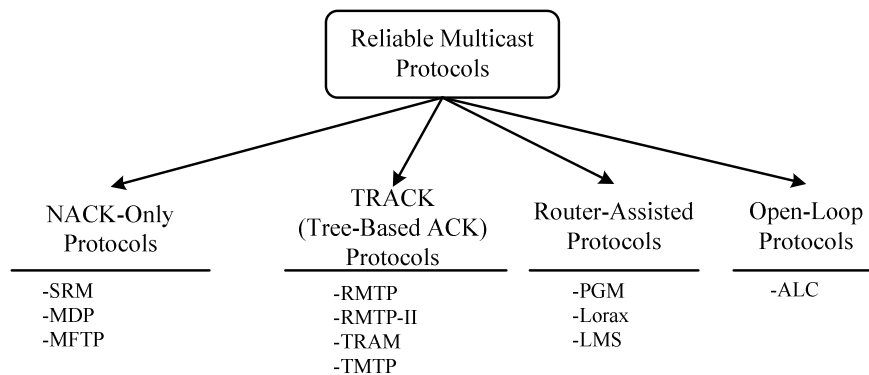 Reliable Multicast
Protocols
NACK-Only
Protocols
-SRM
-MDP
-MFTP
TRACK
(Tree-Based ACK)
Protocols
-RMTP
-RMTP-II
-TRAM
-TMTP
Router-Assisted
Protocols
-PGM
-Lorax
-LMS
Open-Loop
Protocols
-ALC